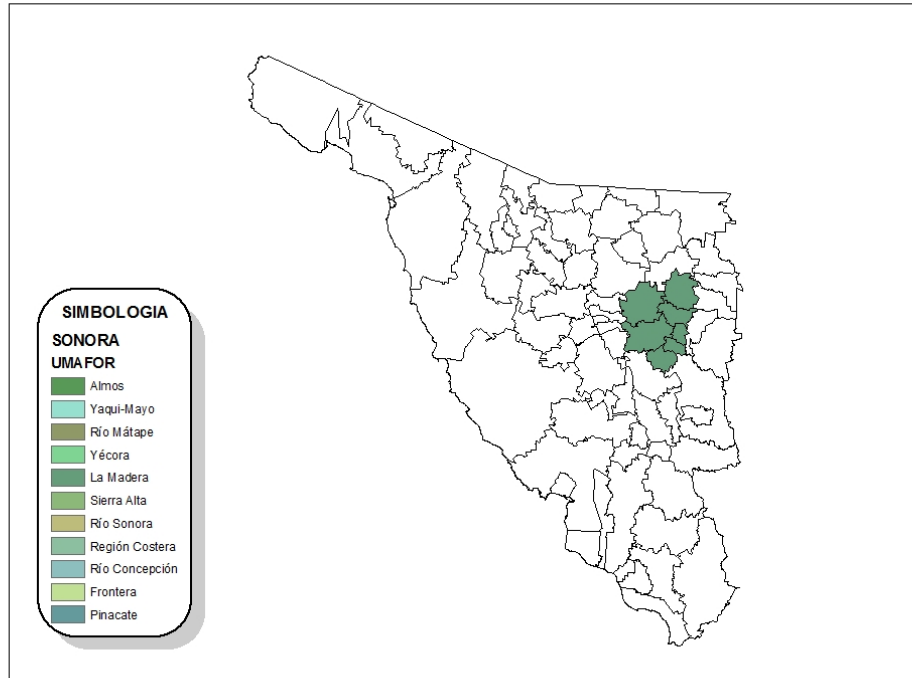 SIMBOLOGIA
SONORA
UMAFOR
Almos
Yaqui-Mayo
Río Mátape
Yécora
La Madera
Sierra Alta
Río Sonora
Región Costera
Río Concepción
Frontera
Pinacate